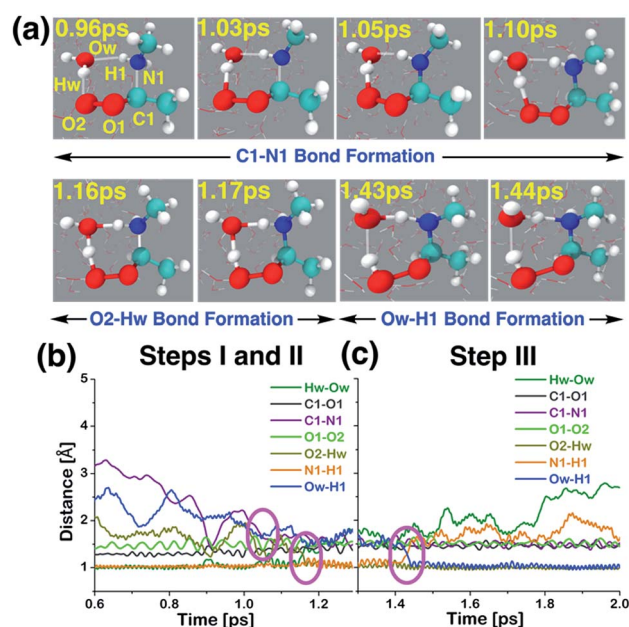 (a)
0.96ps 1.03ps 1.05ps 1.10ps
Ow
H1 N1
Hw
C1
O2 O1
C1-N1 Bond Formation
1.16ps 1.17ps 1.43ps 1.44ps
O2-Hw Bond Formation Ow-H1 Bond Formation
(b) Steps I and II (c) Step III
Hw-Ow
C1-O1
C1-N1
O1-O2
O2-Hw
N1-H1
Ow-H1
Hw-Ow
C1-O1
C1-N1
O1-O2
O2-Hw
N1-H1
Ow-H1
Distance [Å]
5
4
3
2
1
0.6 0.8 1.0 1.2 1.4 1.6 1.8 2.0
Time [ps] Time [ps]